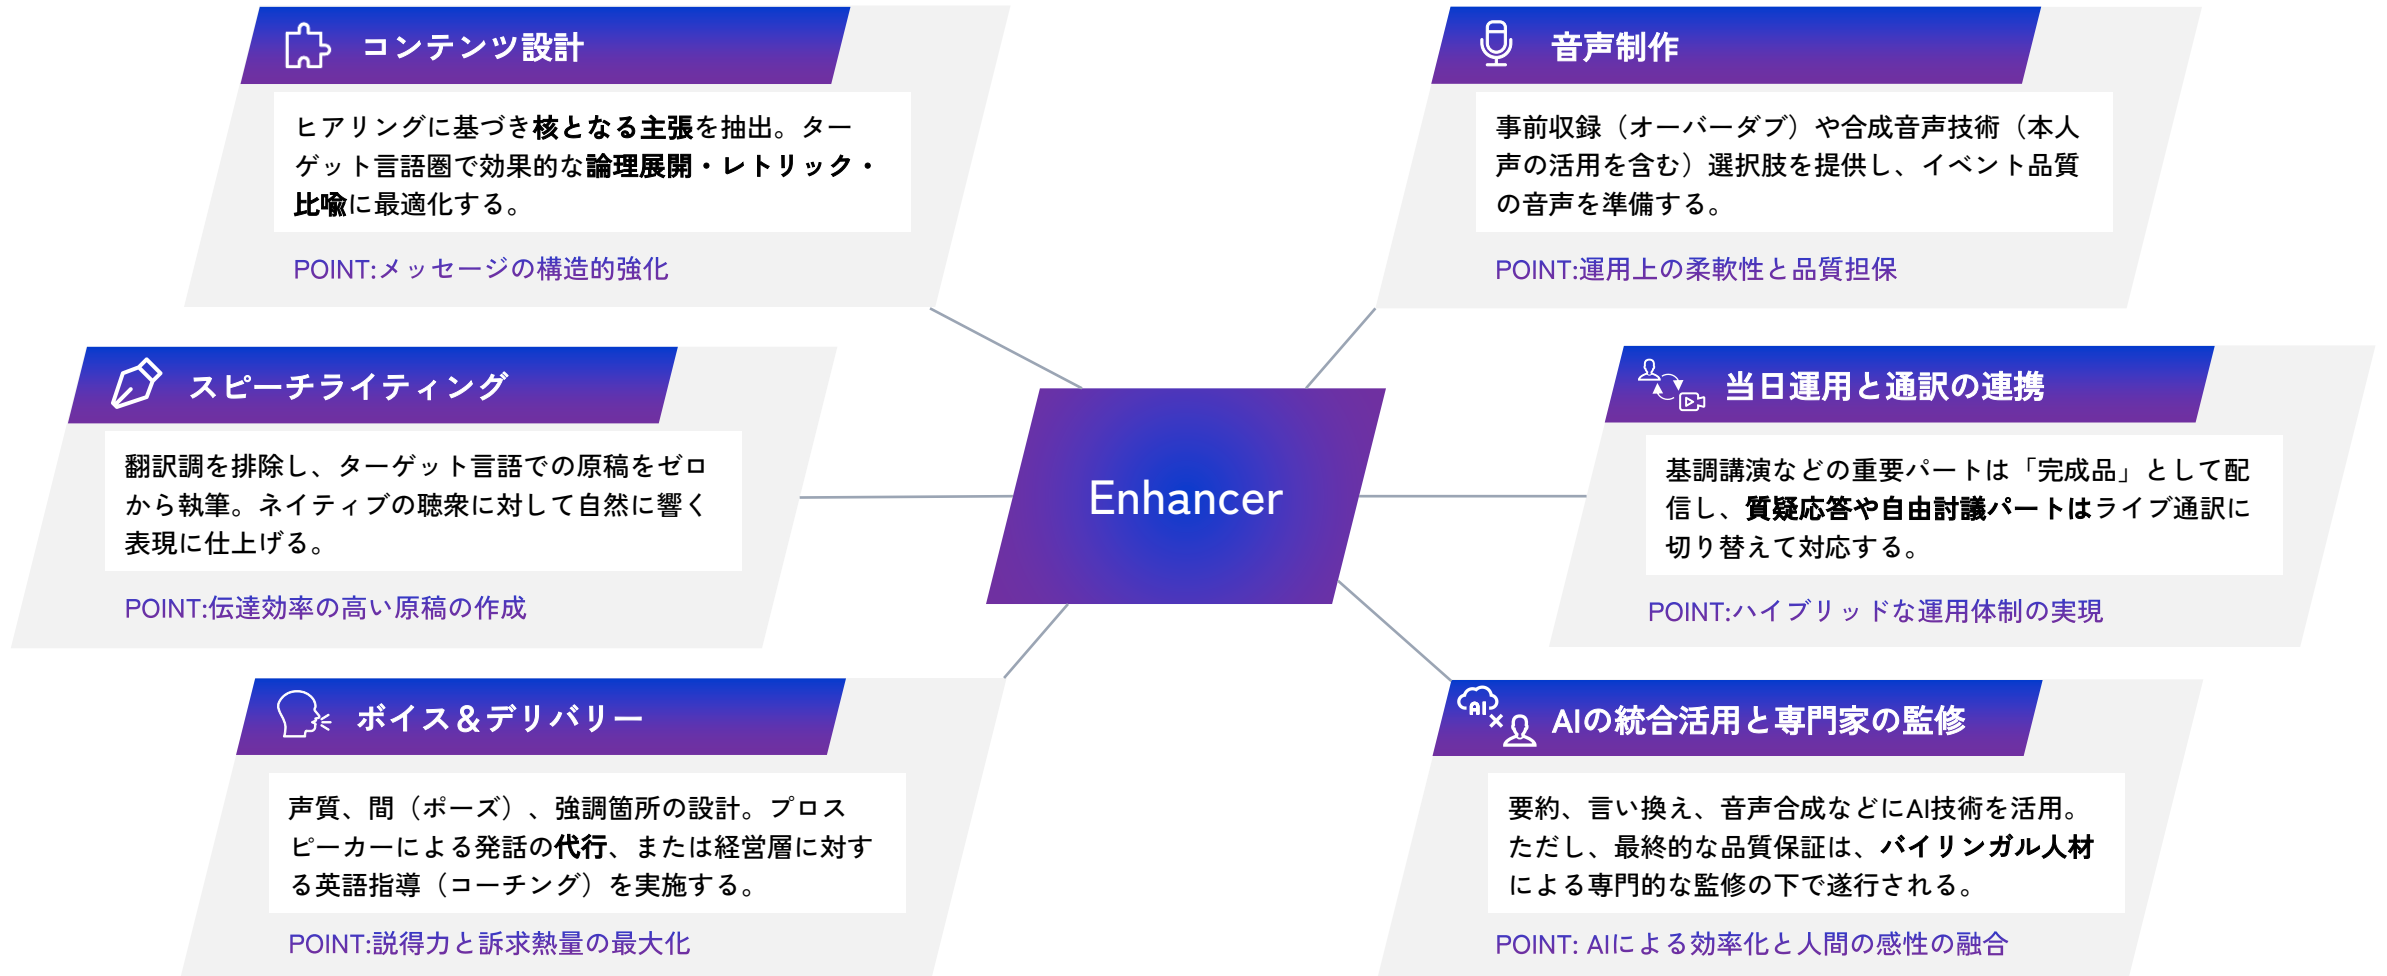 コンテンツ設計
ヒアリングに基づき核となる主張を抽出。ター
ゲット言語圏で効果的な論理展開・レトリック・
比喩に最適化する。
POINT:メッセージの構造的強化
音声制作
事前収録（オーバーダブ）や合成音声技術（本人
声の活用を含む）選択肢を提供し、イベント品質
の音声を準備する。
POINT:運用上の柔軟性と品質担保
スピーチライティング
翻訳調を排除し、ターゲット言語での原稿をゼロ
から執筆。ネイティブの聴衆に対して自然に響く
表現に仕上げる。
POINT:伝達効率の高い原稿の作成
Enhancer
当日運用と通訳の連携
基調講演などの重要パートは「完成品」として配
信し、質疑応答や自由討議パートはライブ通訳に
切り替えて対応する。
POINT:ハイブリッドな運用体制の実現
ボイス＆デリバリー
声質、間（ポーズ）、強調箇所の設計。プロス
ピーカーによる発話の代行、または経営層に対す
る英語指導（コーチング）を実施する。
POINT:説得力と訴求熱量の最大化
AI
AIの統合活用と専門家の監修
要約、言い換え、音声合成などにAI技術を活用。
ただし、最終的な品質保証は、バイリンガル人材
による専門的な監修の下で遂行される。
POINT: AIによる効率化と人間の感性の融合